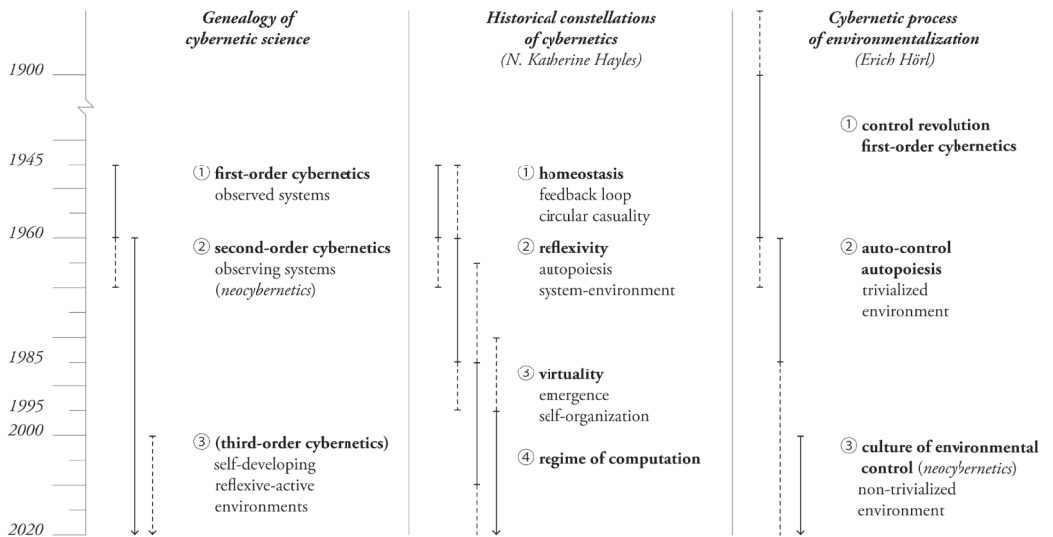 Genealogy of
cybernetic science
Historical constellations
of cybernetics
(N. Katherine Hayles)
Cybernetic process
of environmentalization
(Erich Hörl)
1900
1945
1960
1985
1995
2000
2020
① first-order cybernetics
observed systems
② second-order cybernetics
observing systems
(neocybernetics)
③ (third-order cybernetics)
self-developing
reflexive-active
environments
① homeostasis
feedback loop
circular casuality
② reflexivity
autopoiesis
system-environment
③ virtuality
emergence
self-organization
④ regime of computation
① control revolution
first-order cybernetics
② auto-control
autopoiesis
trivialized
environment
③ culture of environmental
control (neocybernetics)
non-trivialized
environment